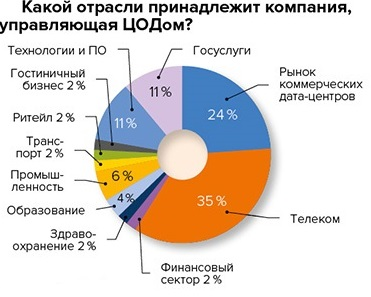 Какой отрасли принадлежит компания,
управляющая ЦОДом?
Технологии и ПО
Госуслуги
Гостиничный
бизнес 2 %
11 %
11 %
Рынок
коммерческих
дата-центров
24 %
Ритейл 2 %
Транс-
порт 2 %
Промыш-
ленность
6 %
Образование
4%
35 %
Телеком
Здраво-
охранение 2 %
Финансовый
сектор 2 %